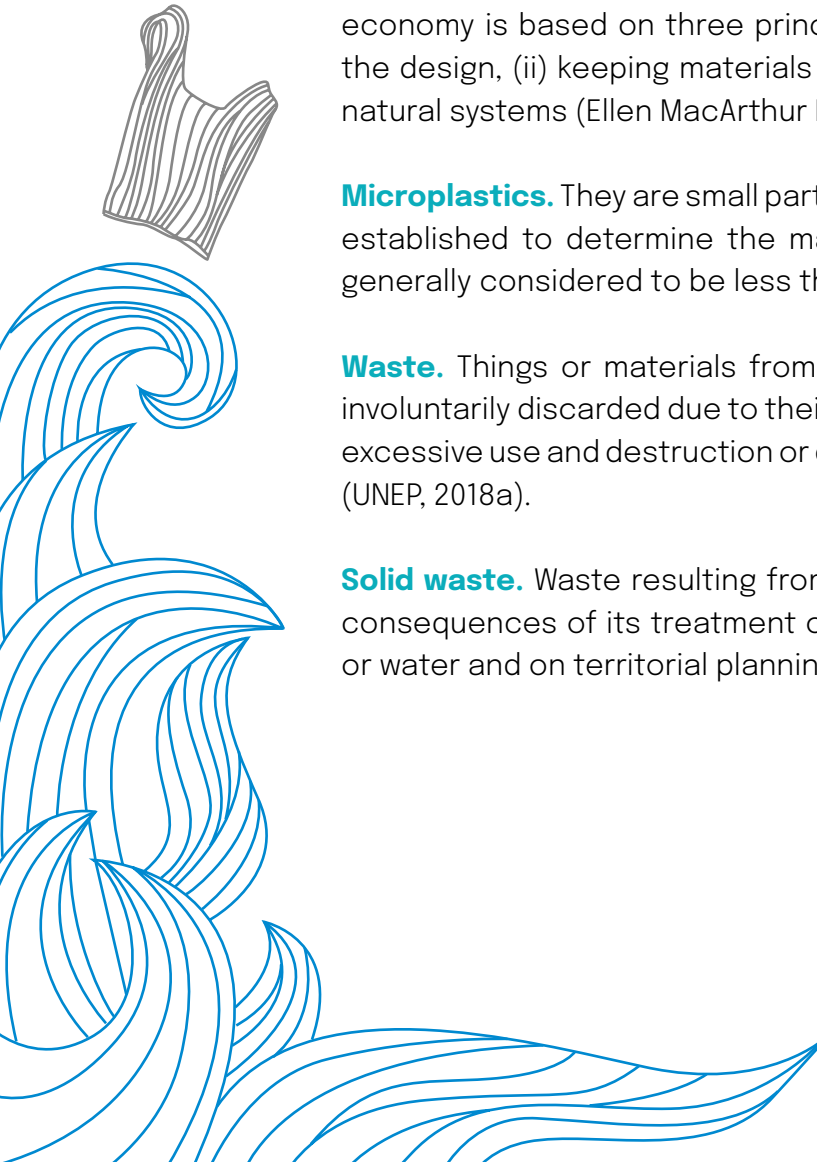 economy is based on three princ
the design, (ii) keeping materials
natural systems (Ellen MacArthur
Microplastics. They are small part
established to determine the ma
generally considered to be less th
Waste. Things or materials from
involuntarily discarded due to thei
excessive use and destruction or
(UNEP, 2018a).
Solid waste. Waste resulting from
consequences of its treatment o
or water and on territorial plannin